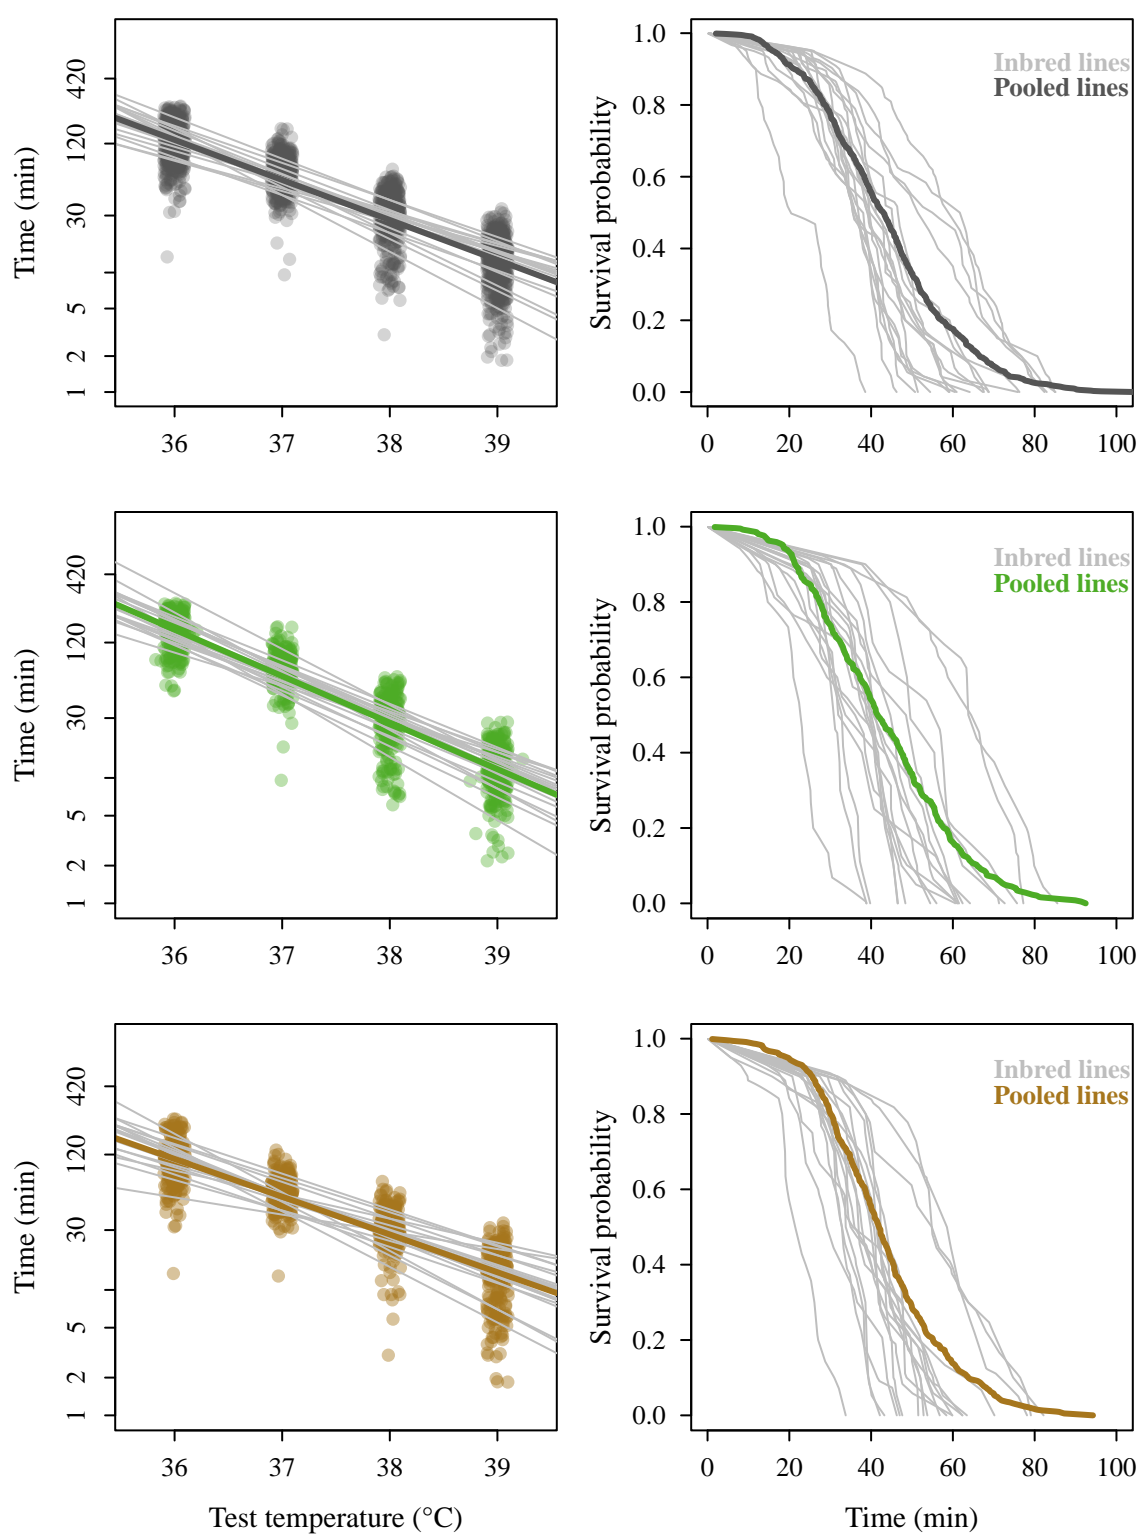 Time (min)
420
120
30
5
2
1
36 37 38 39
Survival probability
1.0
0.8
0.6
0.4
0.2
0.0
0 20 40 60 80 100
Inbred lines
Pooled lines
Time (min)
420
120
30
5
2
1
36 37 38 39
Survival probability
1.0
0.8
0.6
0.4
0.2
0.0
0 20 40 60 80 100
Inbred lines
Pooled lines
Time (min)
420
120
30
5
2
1
36 37 38 39
Test temperature (°C)
Survival probability
1.0
0.8
0.6
0.4
0.2
0.0
0 20 40 60 80 100
Time (min)
Inbred lines
Pooled lines